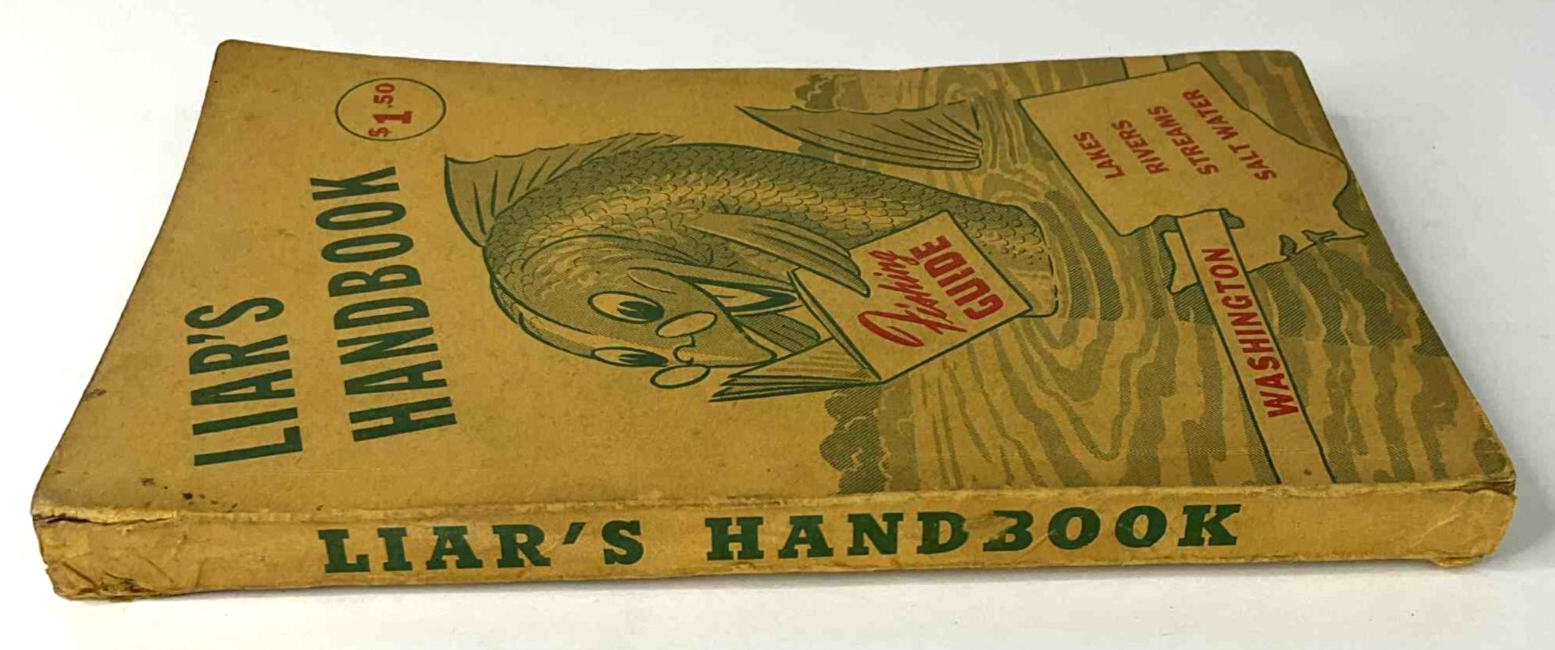 LIAR'S
HANDBOOK
$1.50
Fishing
GUIDE
LAKES
RIVERS
STREAMS
SALT WATER
WASHINGTON
LIAR'S HANDBOOK